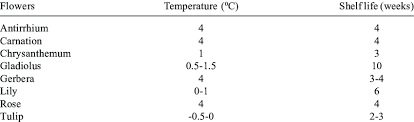 Flowers Temperature (⁰C) Shelf life (weeks)
Antirrhium 4 4
Carnation 4 4
Chrysanthemum 1 3
Gladiolus 0.5-1.5 10
Gerbera 4 3-4
Lily 0-1 6
Rose 4 4
Tulip -0.5-0 2-3